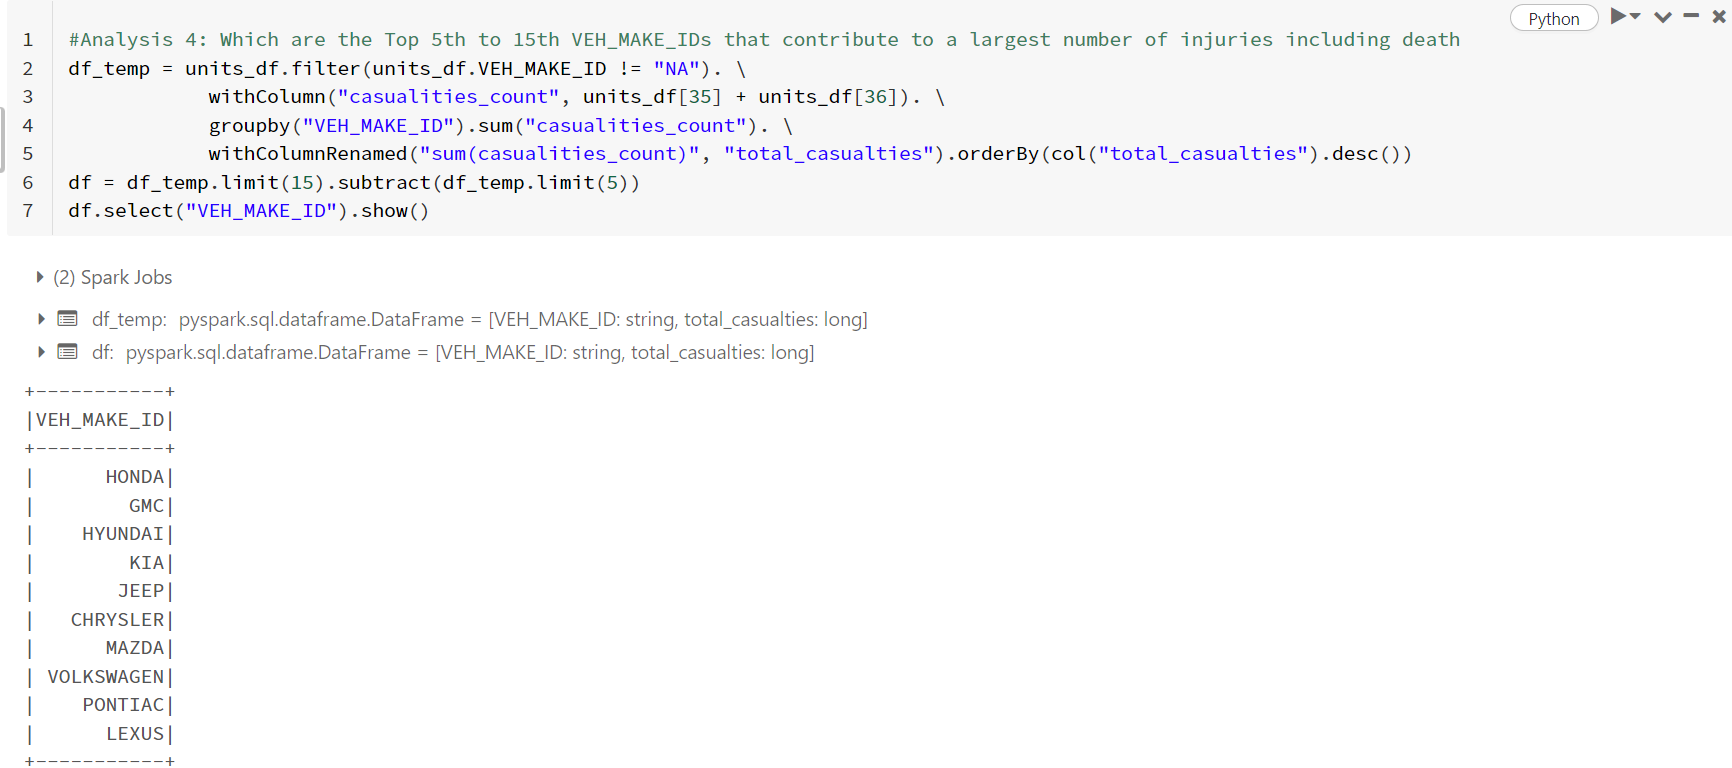 Python
1 #Analysis 4: Which are the Top 5th to 15th VEH_MAKE_IDs that contribute to a largest number of injuries including death
2 df_temp = units_df.filter(units_df.VEH_MAKE_ID != "NA"). \
3 withColumn("casualities_count", units_df[35] + units_df[36]). \
4 groupby("VEH_MAKE_ID").sum("casualities_count"). \
5 withColumnRenamed("sum(casualities_count)", "total_casualties").orderBy(col("total_casualties").desc())
6 df = df_temp.limit(15).subtract(df_temp.limit(5))
7 df.select("VEH_MAKE_ID").show()
(2) Spark Jobs
df_temp: pyspark.sql.dataframe.DataFrame = [VEH_MAKE_ID: string, total_casualties: long]
df: pyspark.sql.dataframe.DataFrame = [VEH_MAKE_ID: string, total_casualties: long]
+-----------+
|VEH_MAKE_ID|
+-----------+
|      HONDA|
|        GMC|
|    HYUNDAI|
|        KIA|
|       JEEP|
|   CHRYSLER|
|      MAZDA|
| VOLKSWAGEN|
|    PONTIAC|
|      LEXUS|
+-----------+